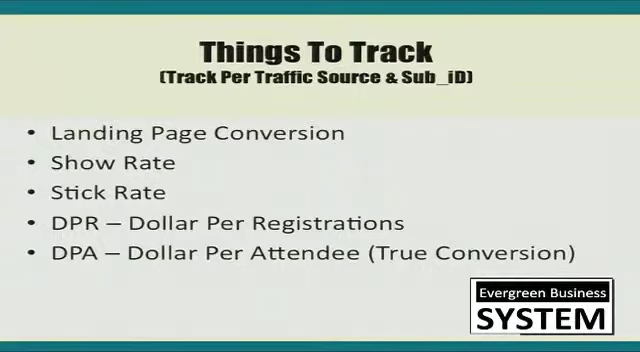 Things To Track
(Track Per Traffic Source & Sub_iD)
• Landing Page Conversion
• Show Rate
• Stick Rate
• DPR – Dollar Per Registrations
• DPA – Dollar Per Attendee (True Conversion)
Evergreen Business
SYSTEM